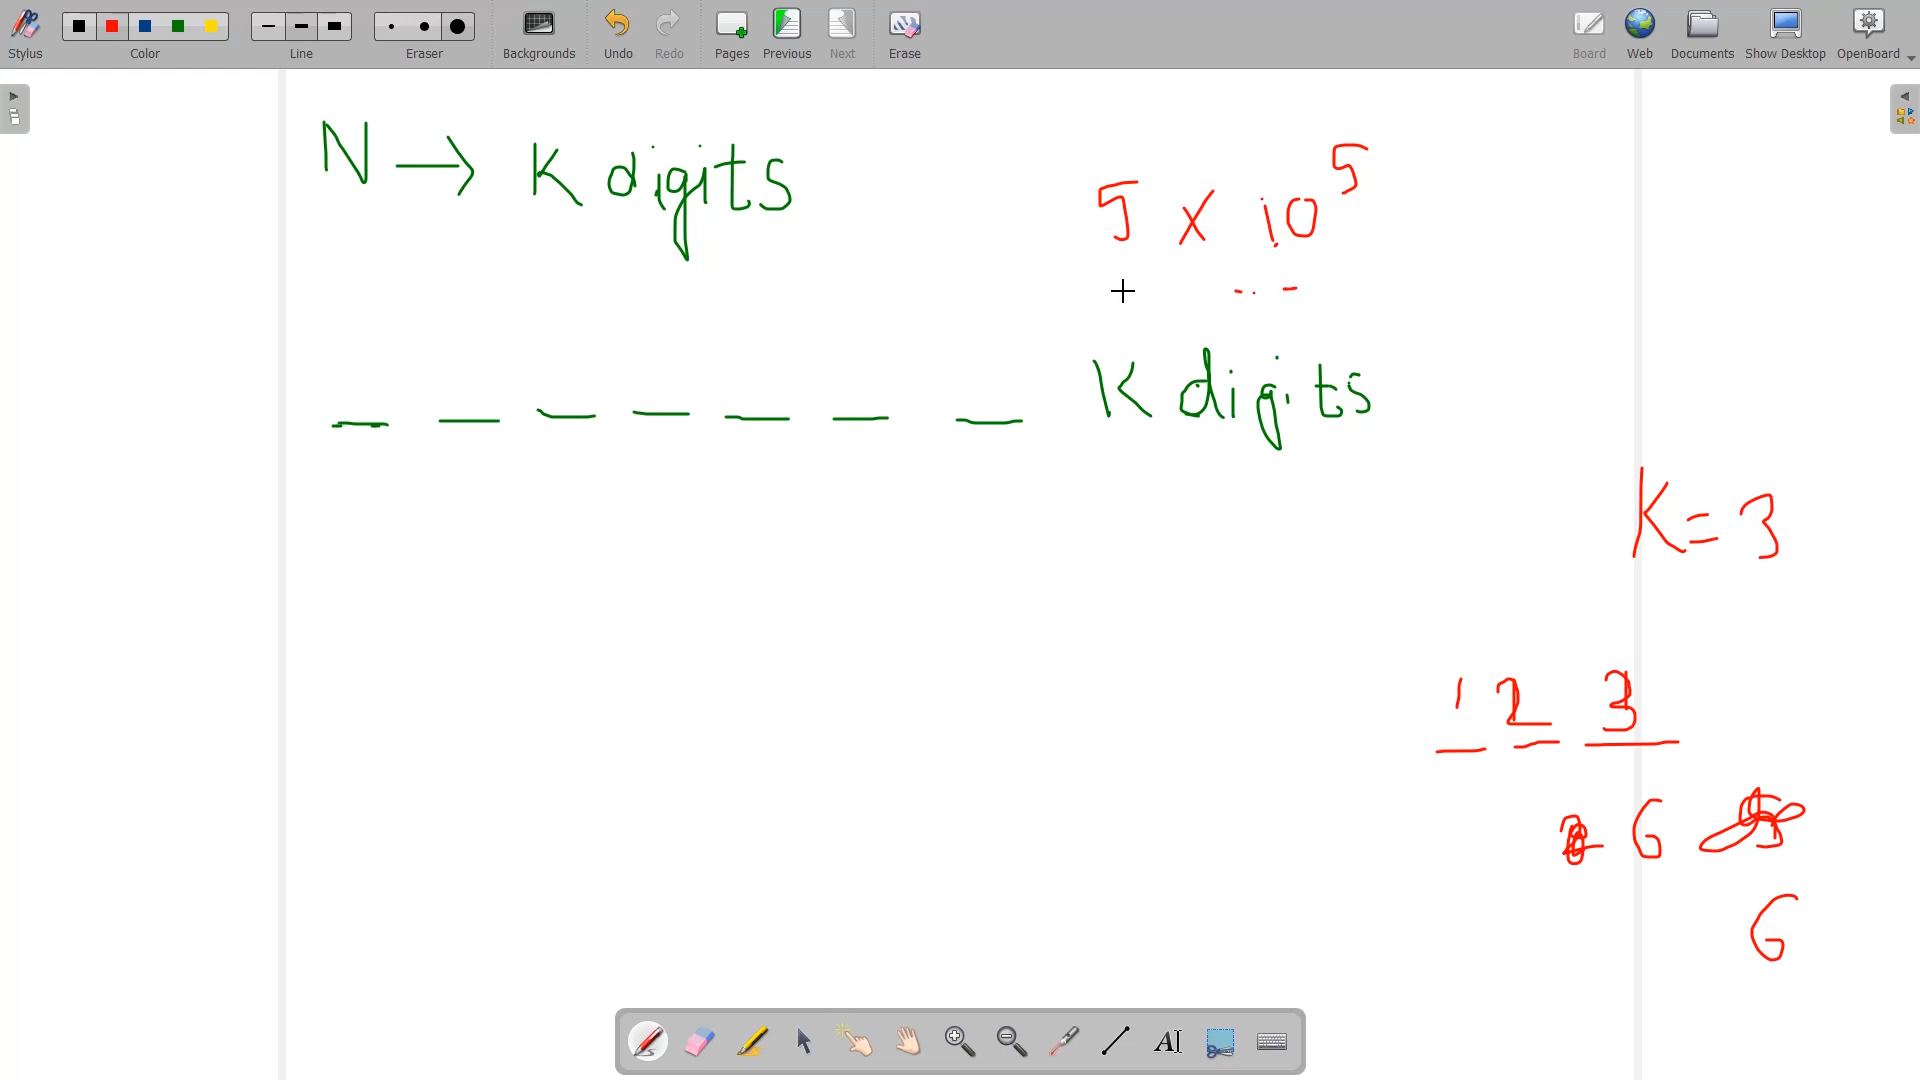 Stylus Color Line Eraser Backgrounds Undo Redo Pages Previous Next Erase Board Web Documents Show Desktop OpenBoard
N → K digits
5 × 10^5
K digits
K = 3
1 2 3
6
6